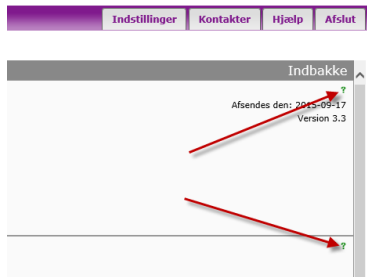 Indstillinger Kontakter Hjælp Afslut
Indbakke
?
Afsendes den: 2015-09-17
Version 3.3
?